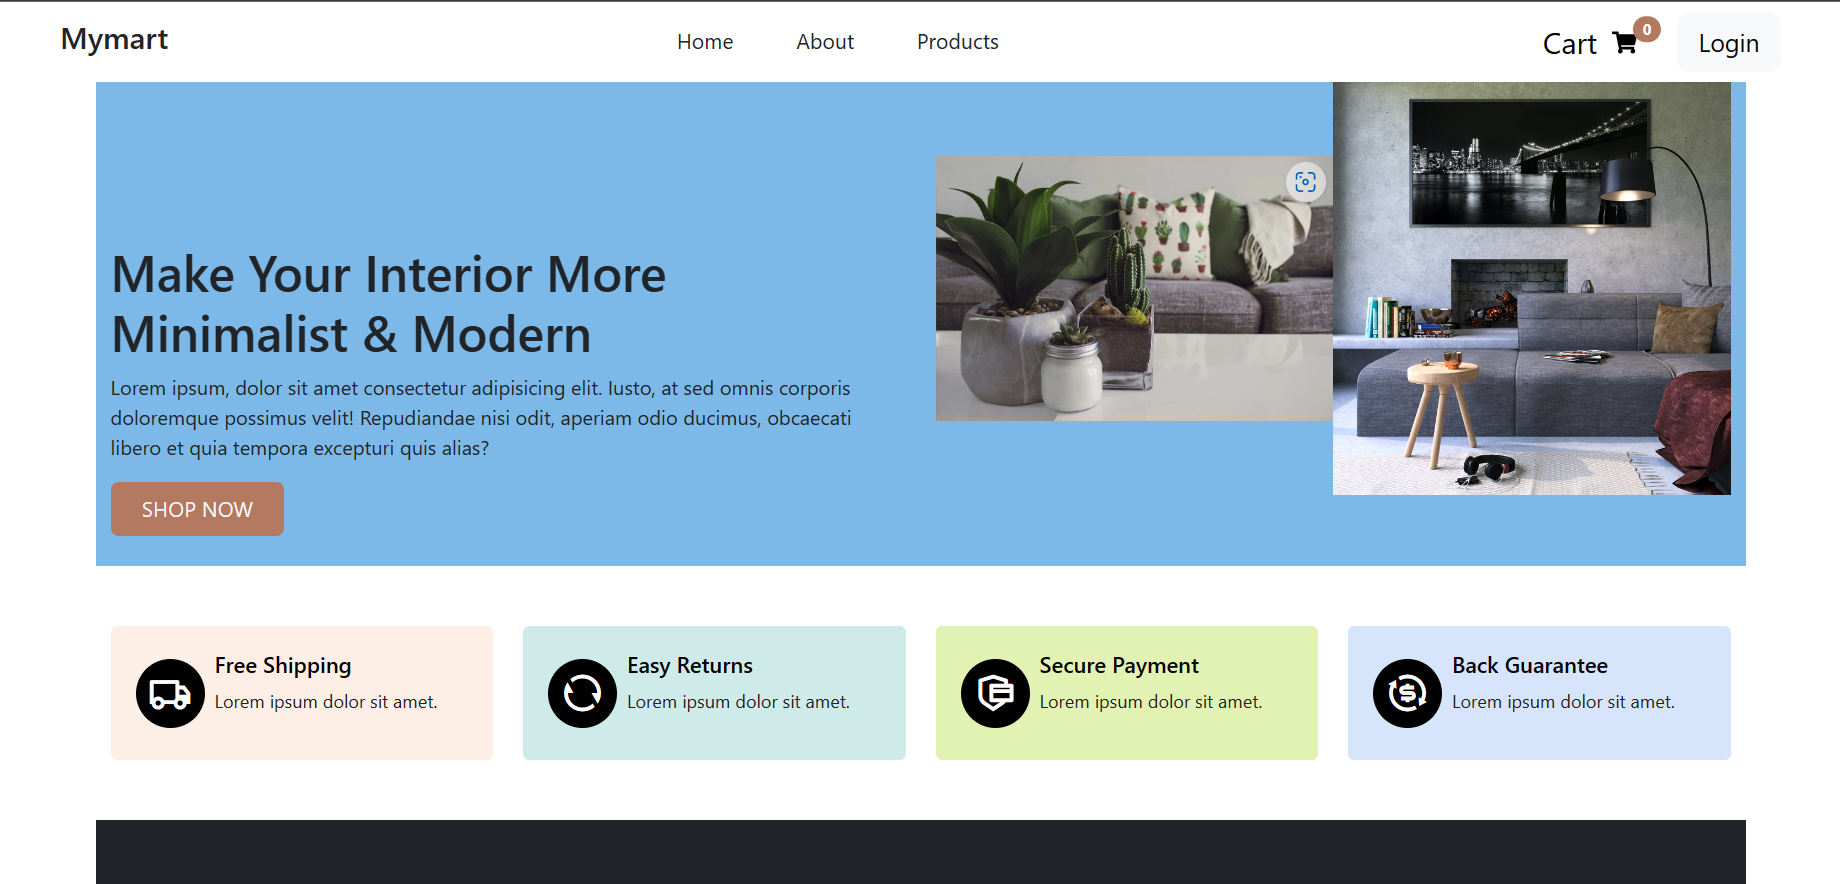 Mymart
Home
About
Products
Cart
0
Login
Make Your Interior More
Minimalist & Modern
Lorem ipsum, dolor sit amet consectetur adipisicing elit. Iusto, at sed omnis corporis
doloremque possimus velit! Repudiandae nisi odit, aperiam odio ducimus, obcaecati
libero et quia tempora excepturi quis alias?
SHOP NOW
Free Shipping
Lorem ipsum dolor sit amet.
Easy Returns
Lorem ipsum dolor sit amet.
Secure Payment
Lorem ipsum dolor sit amet.
Back Guarantee
Lorem ipsum dolor sit amet.